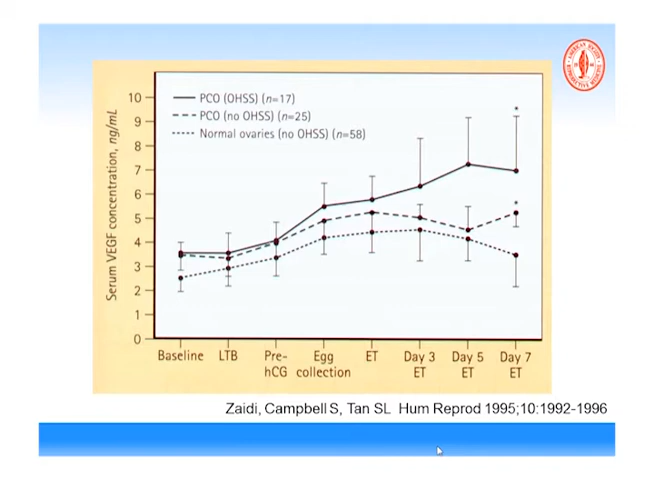 PCO (OHSS) (n=17)
PCO (no OHSS) (n=25)
Normal ovaries (no OHSS) (n=58)
Serum VEGF concentration, ng/mL
10
9
8
7
6
5
4
3
2
1
0
*
*
Baseline LTB Pre-hCG Egg collection ET Day 3 ET Day 5 ET Day 7 ET
Zaidi, Campbell S, Tan SL Hum Reprod 1995;10:1992-1996